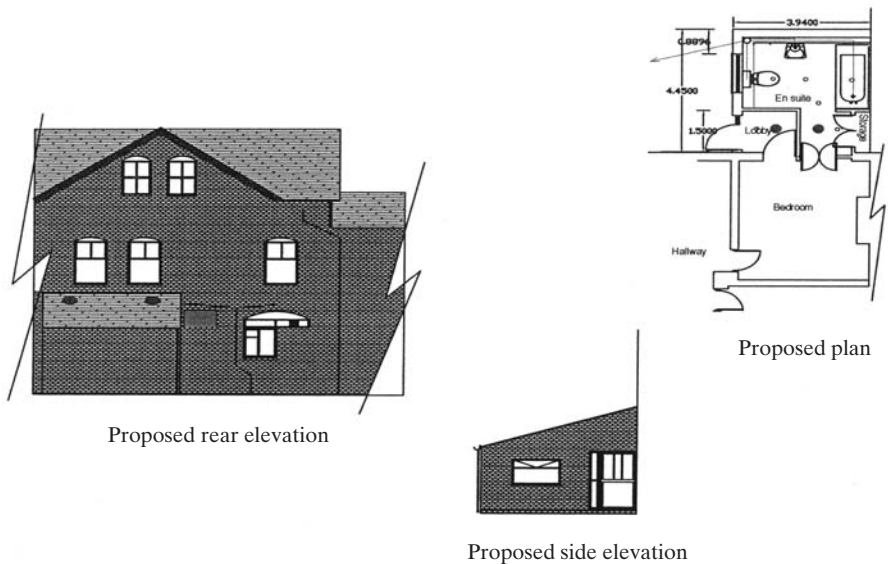 3.9400
0.8896
4.4500
En suite
Storage
1.5000
Lobby
Bedroom
Hallway
Proposed plan
Proposed rear elevation
Proposed side elevation